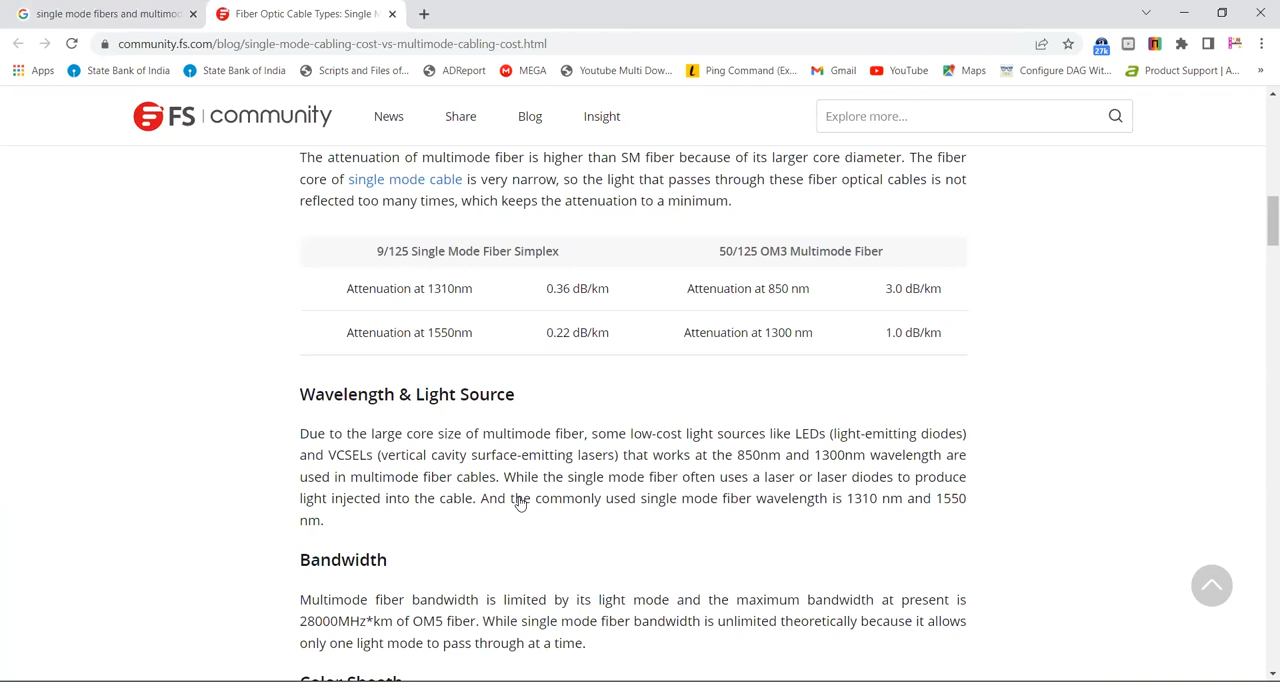 single mode fibers and multimod
Fiber Optic Cable Types: Single M
community.fs.com/blog/single-mode-cabling-cost-vs-multimode-cabling-cost.html
27k
Apps State Bank of India State Bank of India Scripts and Files of... ADReport MEGA Youtube Multi Dow... Ping Command (Ex... Gmail YouTube Maps Configure DAG Wit... Product Support | A... »
FS | community News Share Blog Insight Explore more...
The attenuation of multimode fiber is higher than SM fiber because of its larger core diameter. The fiber
core of single mode cable is very narrow, so the light that passes through these fiber optical cables is not
reflected too many times, which keeps the attenuation to a minimum.
9/125 Single Mode Fiber Simplex 50/125 OM3 Multimode Fiber
Attenuation at 1310nm 0.36 dB/km Attenuation at 850 nm 3.0 dB/km
Attenuation at 1550nm 0.22 dB/km Attenuation at 1300 nm 1.0 dB/km
Wavelength & Light Source
Due to the large core size of multimode fiber, some low-cost light sources like LEDs (light-emitting diodes)
and VCSELs (vertical cavity surface-emitting lasers) that works at the 850nm and 1300nm wavelength are
used in multimode fiber cables. While the single mode fiber often uses a laser or laser diodes to produce
light injected into the cable. And the commonly used single mode fiber wavelength is 1310 nm and 1550
nm.
Bandwidth
Multimode fiber bandwidth is limited by its light mode and the maximum bandwidth at present is
28000MHz*km of OM5 fiber. While single mode fiber bandwidth is unlimited theoretically because it allows
only one light mode to pass through at a time.
Color Sheath